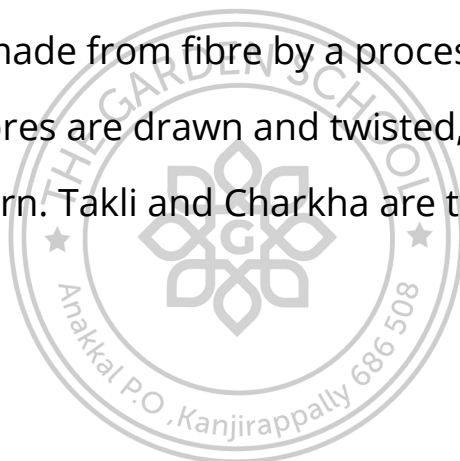 made from fibre by a proces
ores are drawn and twisted,
rn. Takli and Charkha are t
THE GARDEN SCHOOL
G
Anakkal P.O , Kanjirappally 686 508